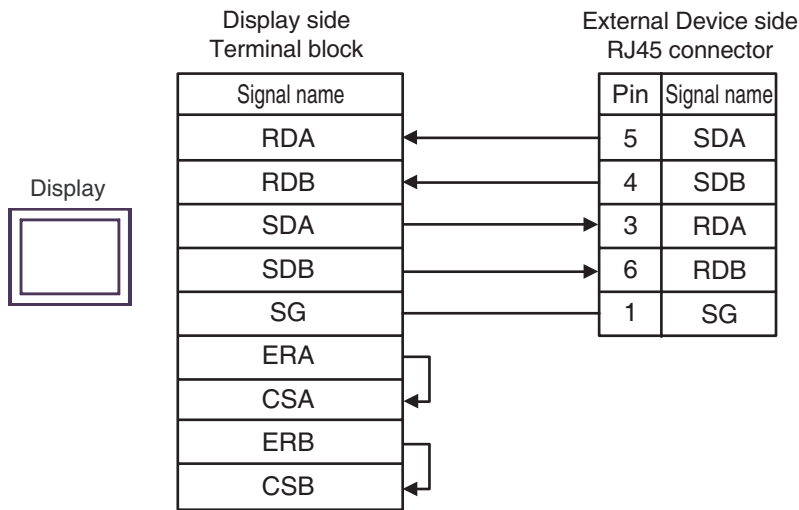 Display side
Terminal block
External Device side
RJ45 connector
Signal name
Pin Signal name
RDA
5 SDA
RDB
4 SDB
Display
SDA
3 RDA
SDB
6 RDB
SG
1 SG
ERA
CSA
ERB
CSB